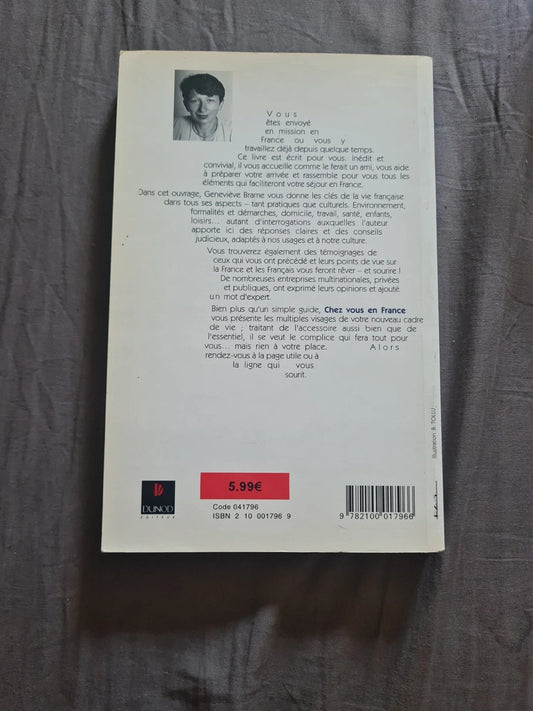 Vous
êtes envoyé
en mission en
France ou vous y
travaillez déjà depuis quelque temps.
Ce livre est écrit pour vous. Inédit et
convivial, il vous accueille comme le ferait un ami, vous aide
à préparer votre arrivée et rassemble pour vous tous les
éléments qui faciliteront votre séjour en France.
Dans cet ouvrage, Geneviève Brame vous donne les clés de la vie française
dans tous ses aspects – tant pratiques que culturels. Environnement,
formalités et démarches, domicile, travail, santé, enfants,
loisirs... autant d'interrogations auxquelles l'auteur
apporte ici des réponses claires et des conseils
judicieux, adaptés à nos usages et à notre culture.
Vous trouverez également des témoignages de
ceux qui vous ont précédé et leurs points de vue sur
la France et les Français vous feront rêver – et sourire !
De nombreuses entreprises multinationales, privées
et publiques, ont exprimé leurs opinions et ajouté
un mot d'expert.
Bien plus qu'un simple guide, Chez vous en France
vous présente les multiples visages de votre nouveau cadre
de vie ; traitant de l'accessoire aussi bien que de
l'essentiel, il se veut le complice qui fera tout pour
vous... mais rien à votre place. Alors
rendez-vous à la page utile ou à
la ligne qui vous
sourit.
Illustration: B. TOLUJ
5.99€
DUNOD
EDITEUR
Code 041796
ISBN 2 10 001796 9
9 782100 017966